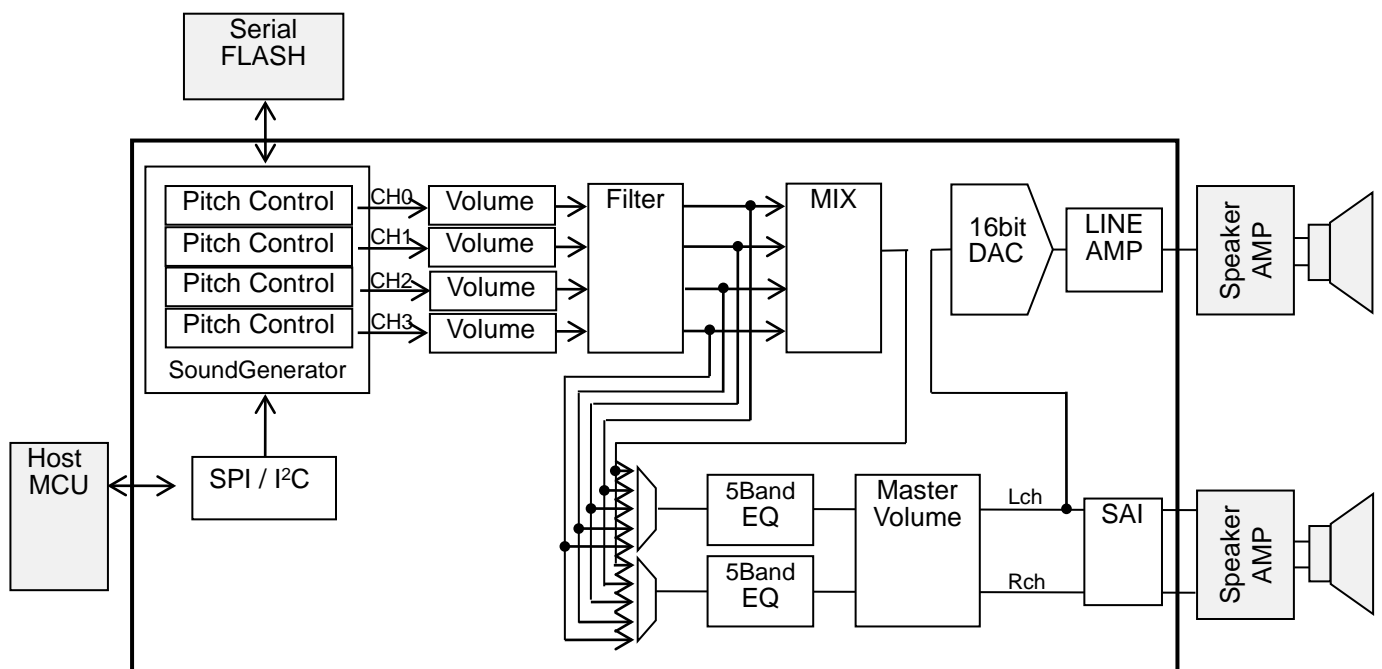 Serial
FLASH
Pitch Control
CH0
Volume
Filter
MIX
16bit
DAC
LINE
AMP
Speaker
AMP
Pitch Control
CH1
Volume
Pitch Control
CH2
Volume
Pitch Control
CH3
Volume
SoundGenerator
Host
MCU
SPI / I²C
5Band
EQ
Master
Volume
Lch
SAI
Speaker
AMP
5Band
EQ
Rch